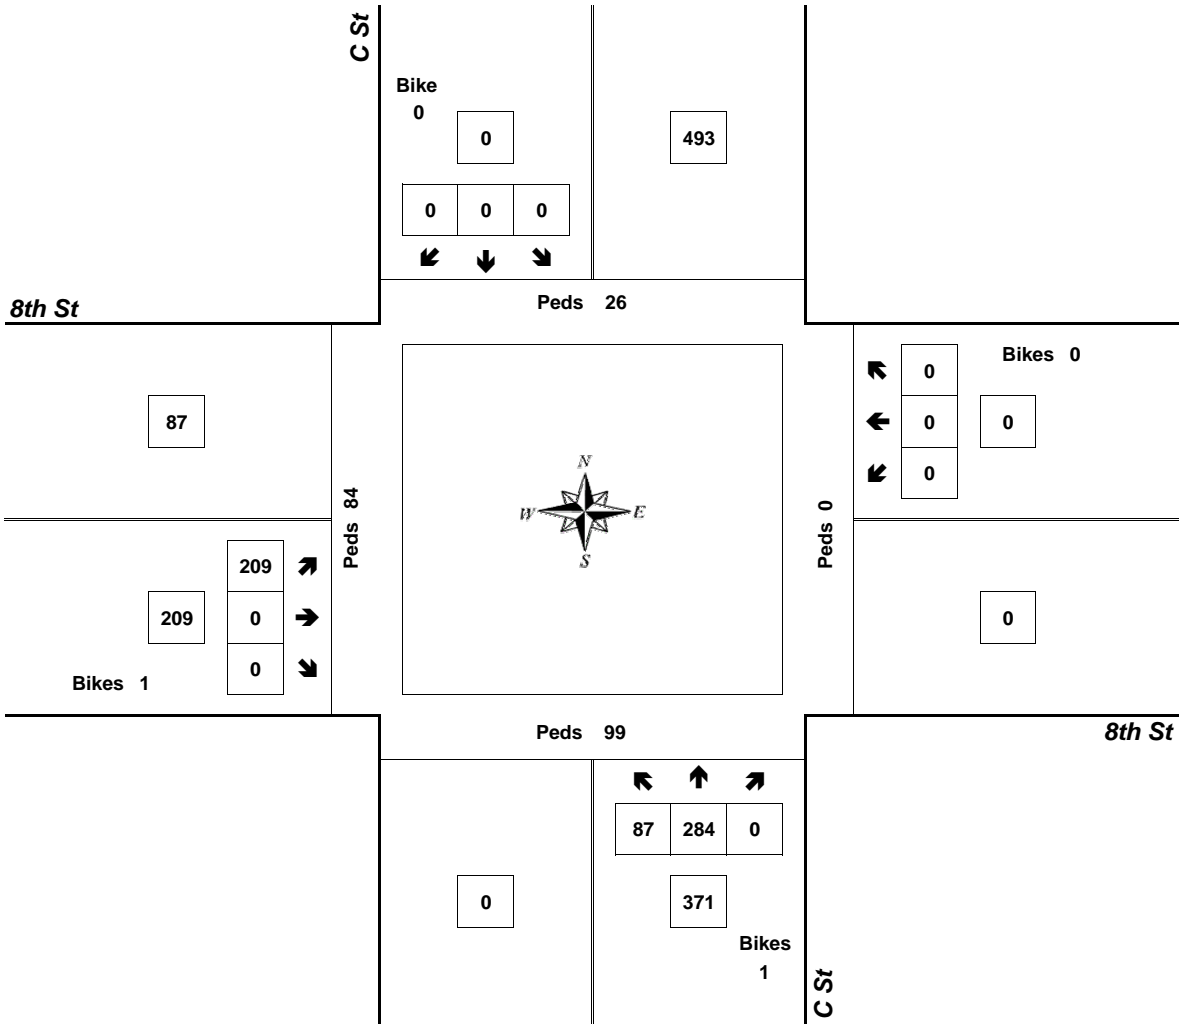 C St
Bike
0
0
493
0 0 0
8th St
Peds 26
0
Bikes 0
87
0
0
0
N
W E
S
Peds 84
Peds 0
209
209
0
0
0
Bikes 1
Peds 99
8th St
87 284 0
0
371
Bikes
1
C St